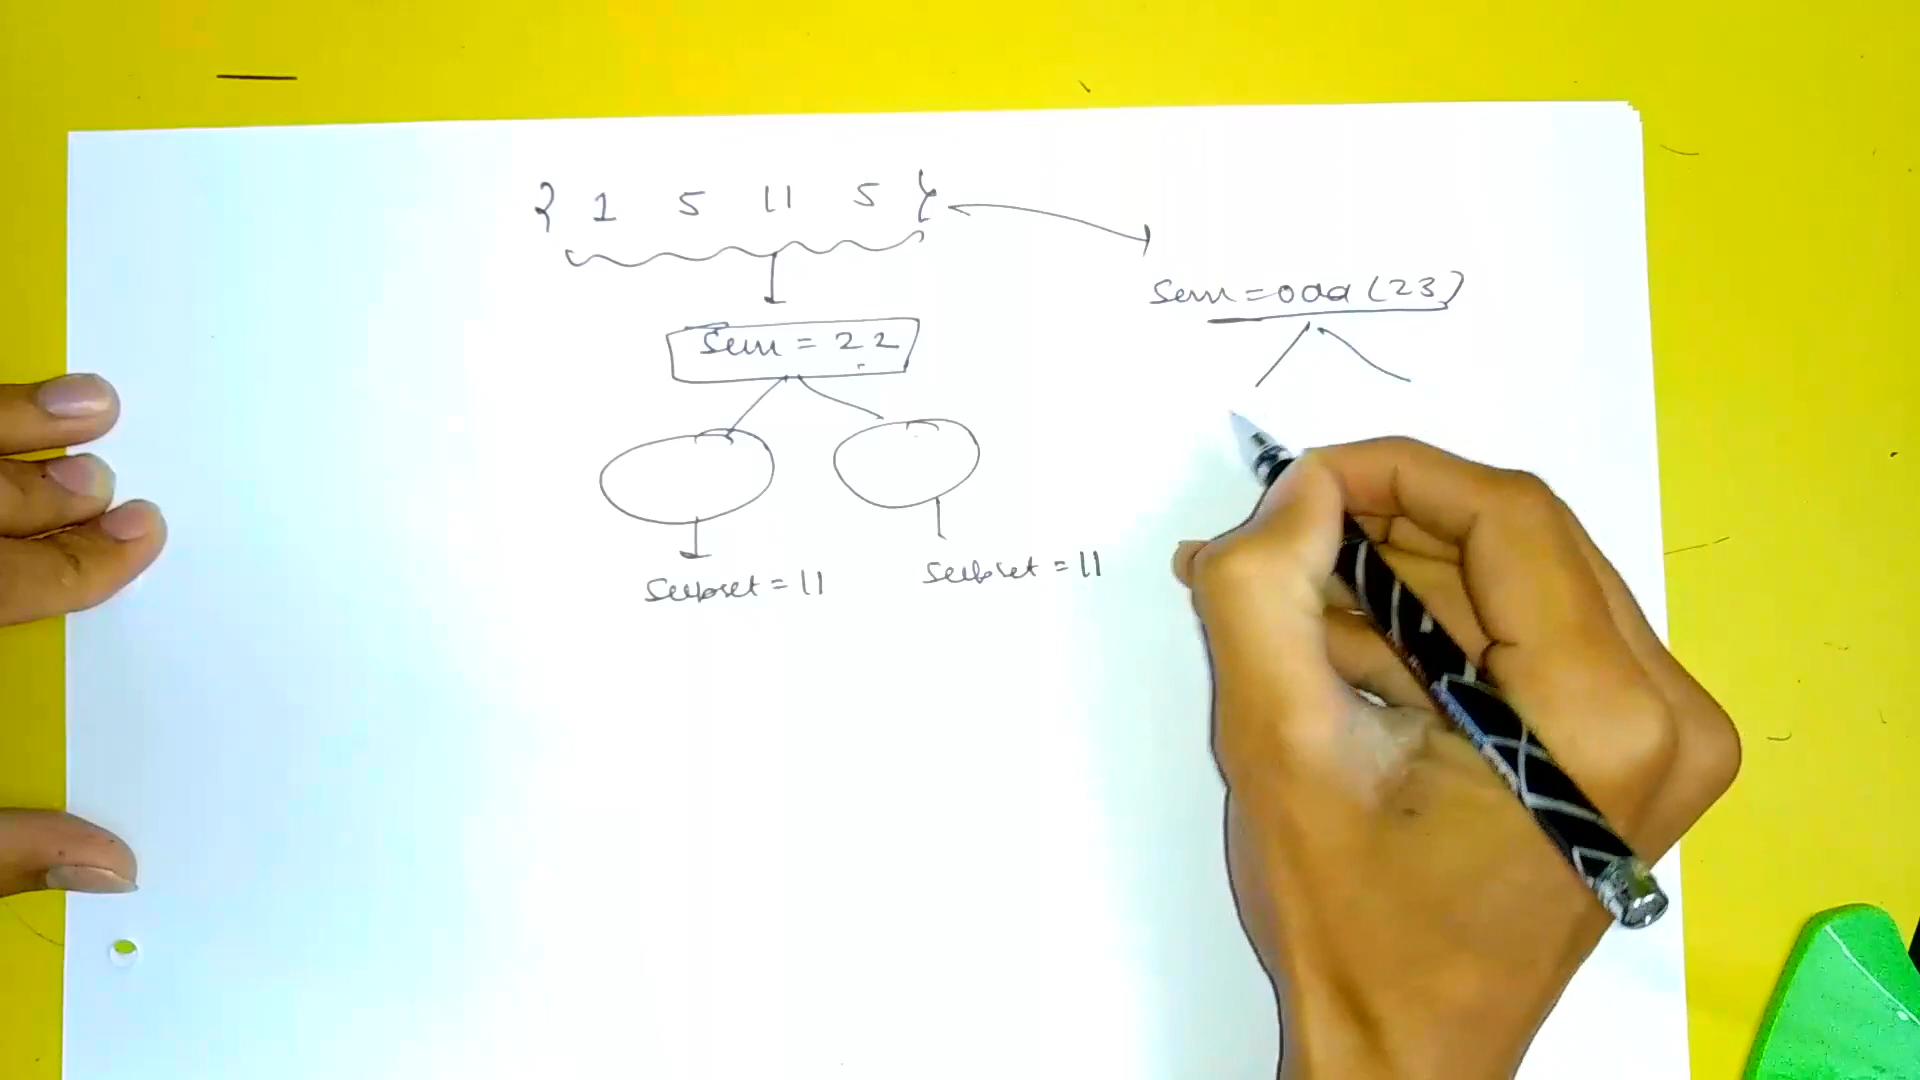 { 1 5 11 5 }
Sum = odd (23)
Sum = 22
Subset = 11
Subset = 11